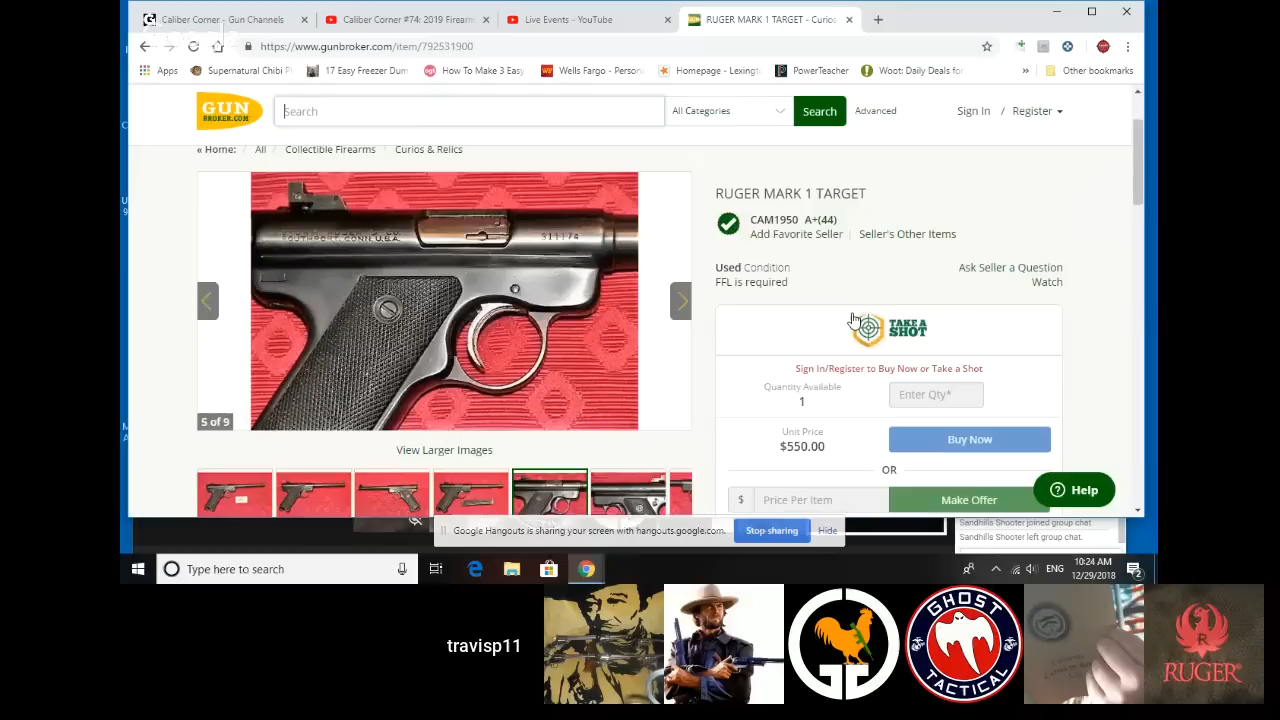 Caliber Corner - Gun Channels
Caliber Corner #74: 2019 Firearm
Live Events - YouTube
RUGER MARK 1 TARGET - Curios
https://www.gunbroker.com/item/792531900
Apps
Supernatural Chibi P
17 Easy Freezer Dum
How To Make 3 Easy
Wells Fargo - Person
Homepage - Lexingt
PowerTeacher
Woot: Daily Deals for
Other bookmarks
GUN
BROKER.COM
Search
All Categories
Search
Advanced
Sign In / Register
« Home: / All / Collectible Firearms / Curios & Relics
SOUTHPORT, CONN. U.S.A.
311174
5 of 9
View Larger Images
RUGER MARK 1 TARGET
CAM1950 A+(44)
Add Favorite Seller | Seller's Other Items
Used Condition
Ask Seller a Question
FFL is required
Watch
TAKE A
SHOT
Sign In/Register to Buy Now or Take a Shot
Quantity Available
1
Enter Qty*
Unit Price
$550.00
Buy Now
OR
$ Price Per Item
Make Offer
Help
Google Hangouts is sharing your screen with hangouts.google.com.
Stop sharing
Hide
Sandhills Shooter joined group chat
Sandhills Shooter left group chat.
Type here to search
ENG
10:24 AM
12/29/2018
2
travisp11
GHOST
TACTICAL
R
RUGER®